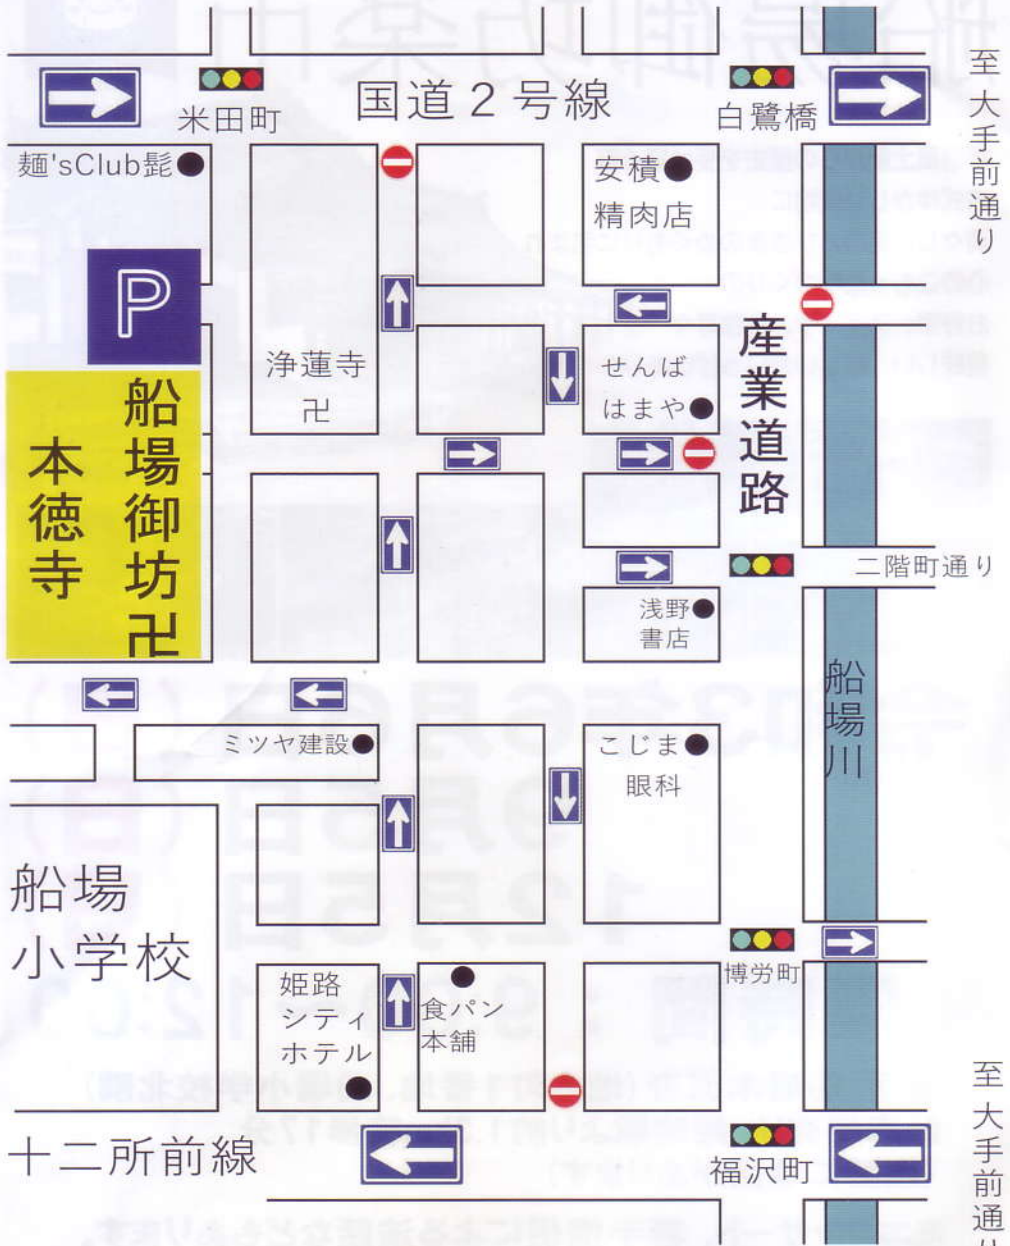 国道２号線
米田町
白鷺橋
至大手前通り
麺'sClub髭
安積
精肉店
P
産業道路
浄蓮寺
卍
せんば
はまや
船場御坊卍
本徳寺
二階町通り
浅野
書店
船場川
ミツヤ建設
こじま
眼科
船場
小学校
博労町
姫路
シティ
ホテル
食パン
本舗
十二所前線
福沢町
至大手前通り